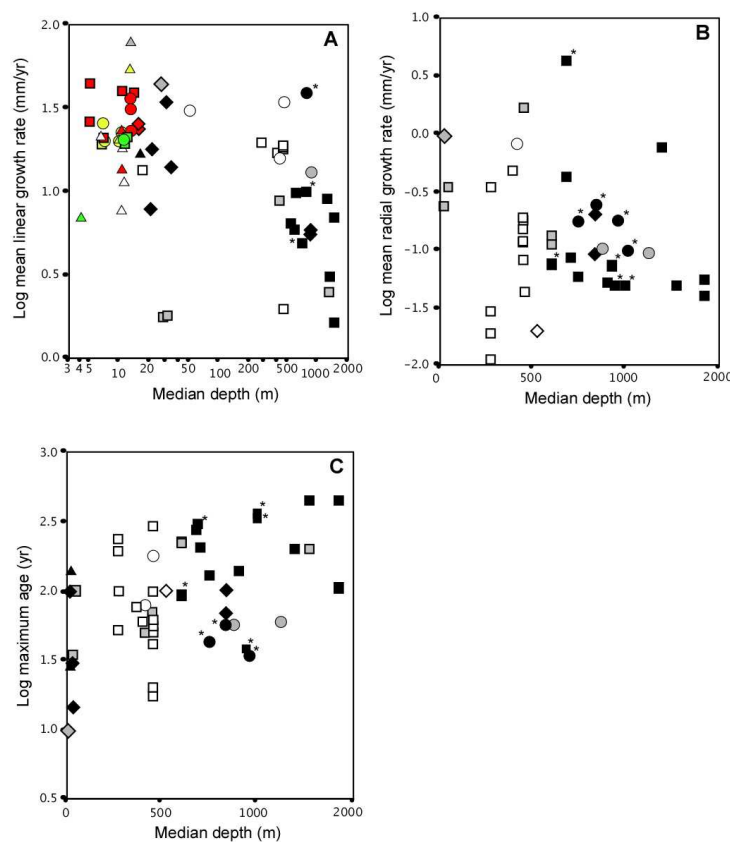 A
Log mean linear growth rate (mm/yr)
2.0
1.5
1.0
0.5
0.0
3 4 5 10 20 50 100 200 500 1000 2000
Median depth (m)
*
*
*
B
Log mean radial growth rate (mm/yr)
1.0
0.5
0.0
−0.5
−1.0
−1.5
−2.0
0 500 1000 2000
Median depth (m)
*
*
* *
*
* *
* *
C
Log maximum age (yr)
3.0
2.5
2.0
1.5
1.0
0.5
0 500 1000 2000
Median depth (m)
*
*
*
*
*
*
*
*